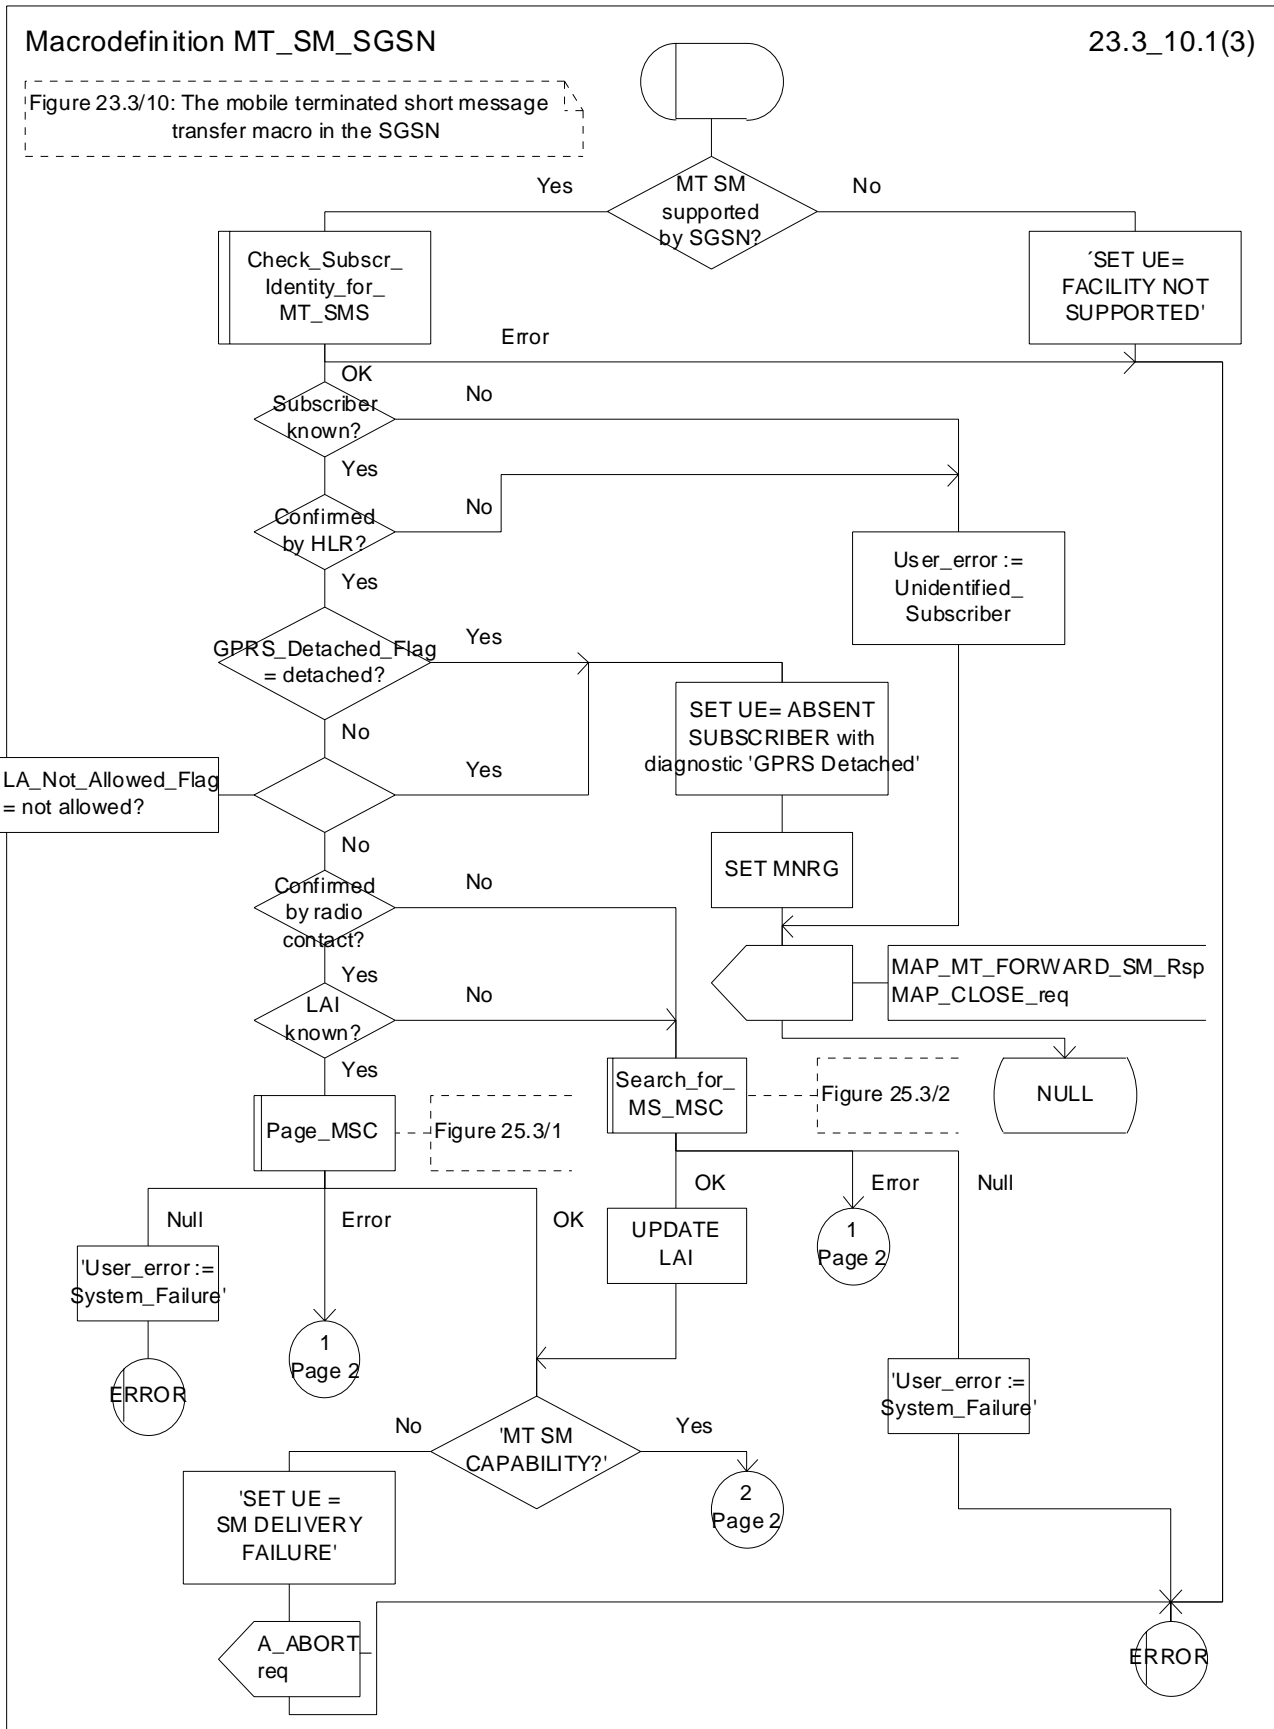 Macrodefinition MT_SM_SGSN
23.3_10.1(3)
Figure 23.3/10: The mobile terminated short message
transfer macro in the SGSN
MT SM
supported
by SGSN?
Yes
No
Check_Subscr_
Identity_for_
MT_SMS
´SET UE=
FACILITY NOT
SUPPORTED'
Error
OK
Subscriber
known?
No
Yes
Confirmed
by HLR?
No
User_error :=
Unidentified_
Subscriber
Yes
GPRS_Detached_Flag
= detached?
Yes
SET UE= ABSENT
SUBSCRIBER with
diagnostic 'GPRS Detached'
No
LA_Not_Allowed_Flag
= not allowed?
Yes
No
SET MNRG
Confirmed
by radio
contact?
No
MAP_MT_FORWARD_SM_Rsp
MAP_CLOSE_req
Yes
LAI
known?
No
Yes
Search_for_
MS_MSC
Figure 25.3/2
NULL
Page_MSC
Figure 25.3/1
OK
Error
Null
Null
Error
OK
UPDATE
LAI
1
Page 2
'User_error :=
System_Failure'
1
Page 2
ERROR
'User_error :=
System_Failure'
No
'MT SM
CAPABILITY?'
Yes
'SET UE =
SM DELIVERY
FAILURE'
2
Page 2
A_ABORT_
req
ERROR